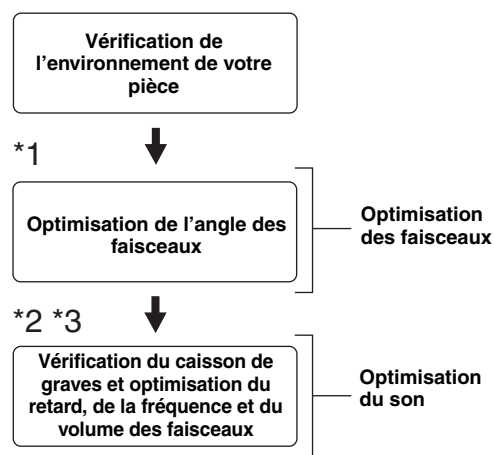 Vérification de
l'environnement de votre
pièce
*1
Optimisation de l'angle des
faisceaux
Optimisation
des faisceaux
*2 *3
Vérification du caisson de
graves et optimisation du
retard, de la fréquence et du
volume des faisceaux
Optimisation
du son